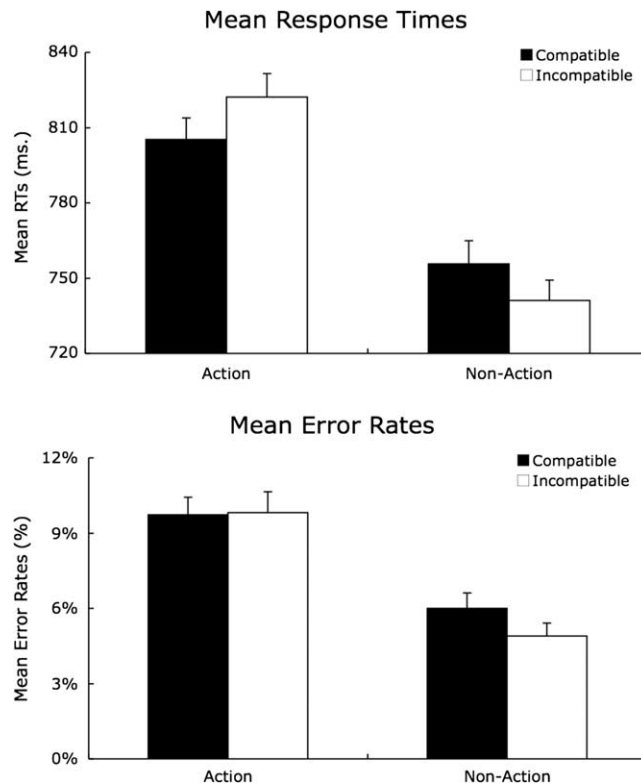 Mean Response Times
Compatible
Incompatible
840
810
780
750
720
Mean RTs (ms.)
Action
Non-Action
Mean Error Rates
Compatible
Incompatible
12%
9%
6%
3%
0%
Mean Error Rates (%)
Action
Non-Action